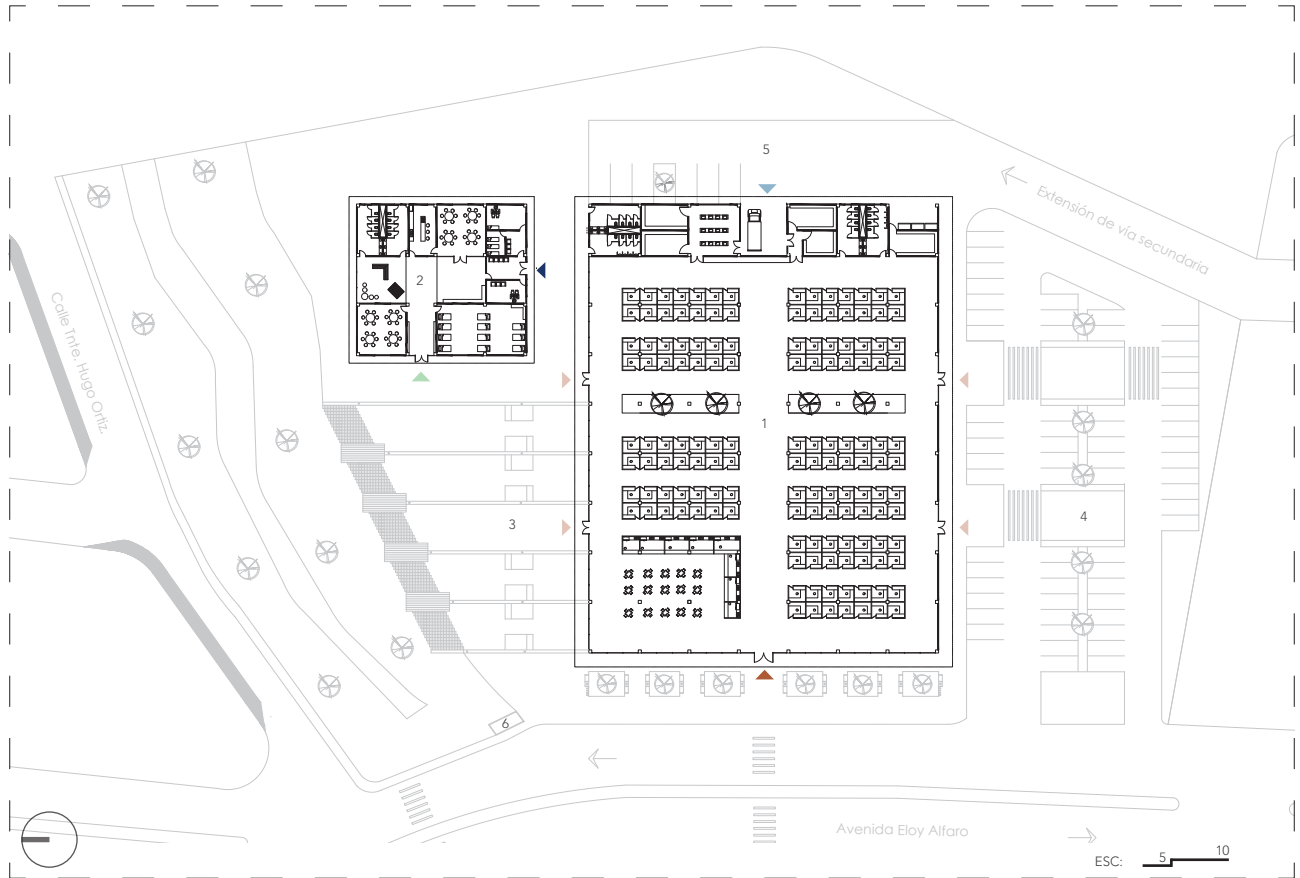 5
Extensión de vía secundaria
2
Calle Tnte. Hugo Ortiz.
1
3
4
6
Avenida Eloy Alfaro
ESC: 5 10